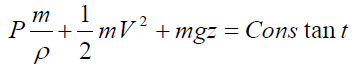 P m/ρ + 1/2 mV² + mgz = Cons tan t